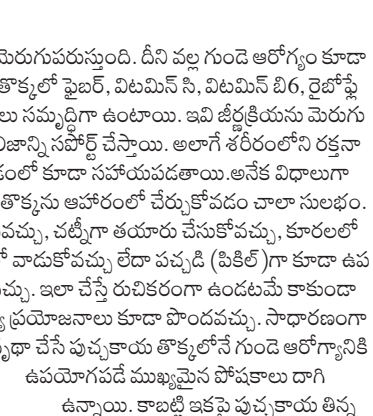 మెరుగుపరుస్తుంది. దీని వల్ల గుండె ఆరోగ్యం కూడా
తొక్కలో ఫైబర్, విటమిన్ సి, విటమిన్ బి6, రైబోఫ్లే
లు సమృద్ధిగా ఉంటాయి. ఇవి జీర్ణక్రియను మెరుగు
సపోర్ట్ చేస్తాయి. అలాగే శరీరంలోని రక్తనా
కూడా సహాయపడతాయి.అనేక విధాలుగా
తొక్కను ఆహారంలో చేర్చుకోవడం చాలా సులభం.
చట్నీగా తయారు చేసుకోవచ్చు, కూరలలో
వాడుకోవచ్చు లేదా పచ్చడి (పికిల్)గా కూడా ఉప
ఇలా చేస్తే రుచికరంగా ఉండటమే కాకుండా
ప్రయోజనాలు కూడా పొందవచ్చు. సాధారణంగా
చేసే పుచ్చకాయ తొక్కలోనే గుండె ఆరోగ్యానికి
ఉపయోగపడే ముఖ్యమైన పోషకాలు దాగి
ఉన్నాయి. కాబట్టి ఇకపై పుచ్చకాయ తిన్న